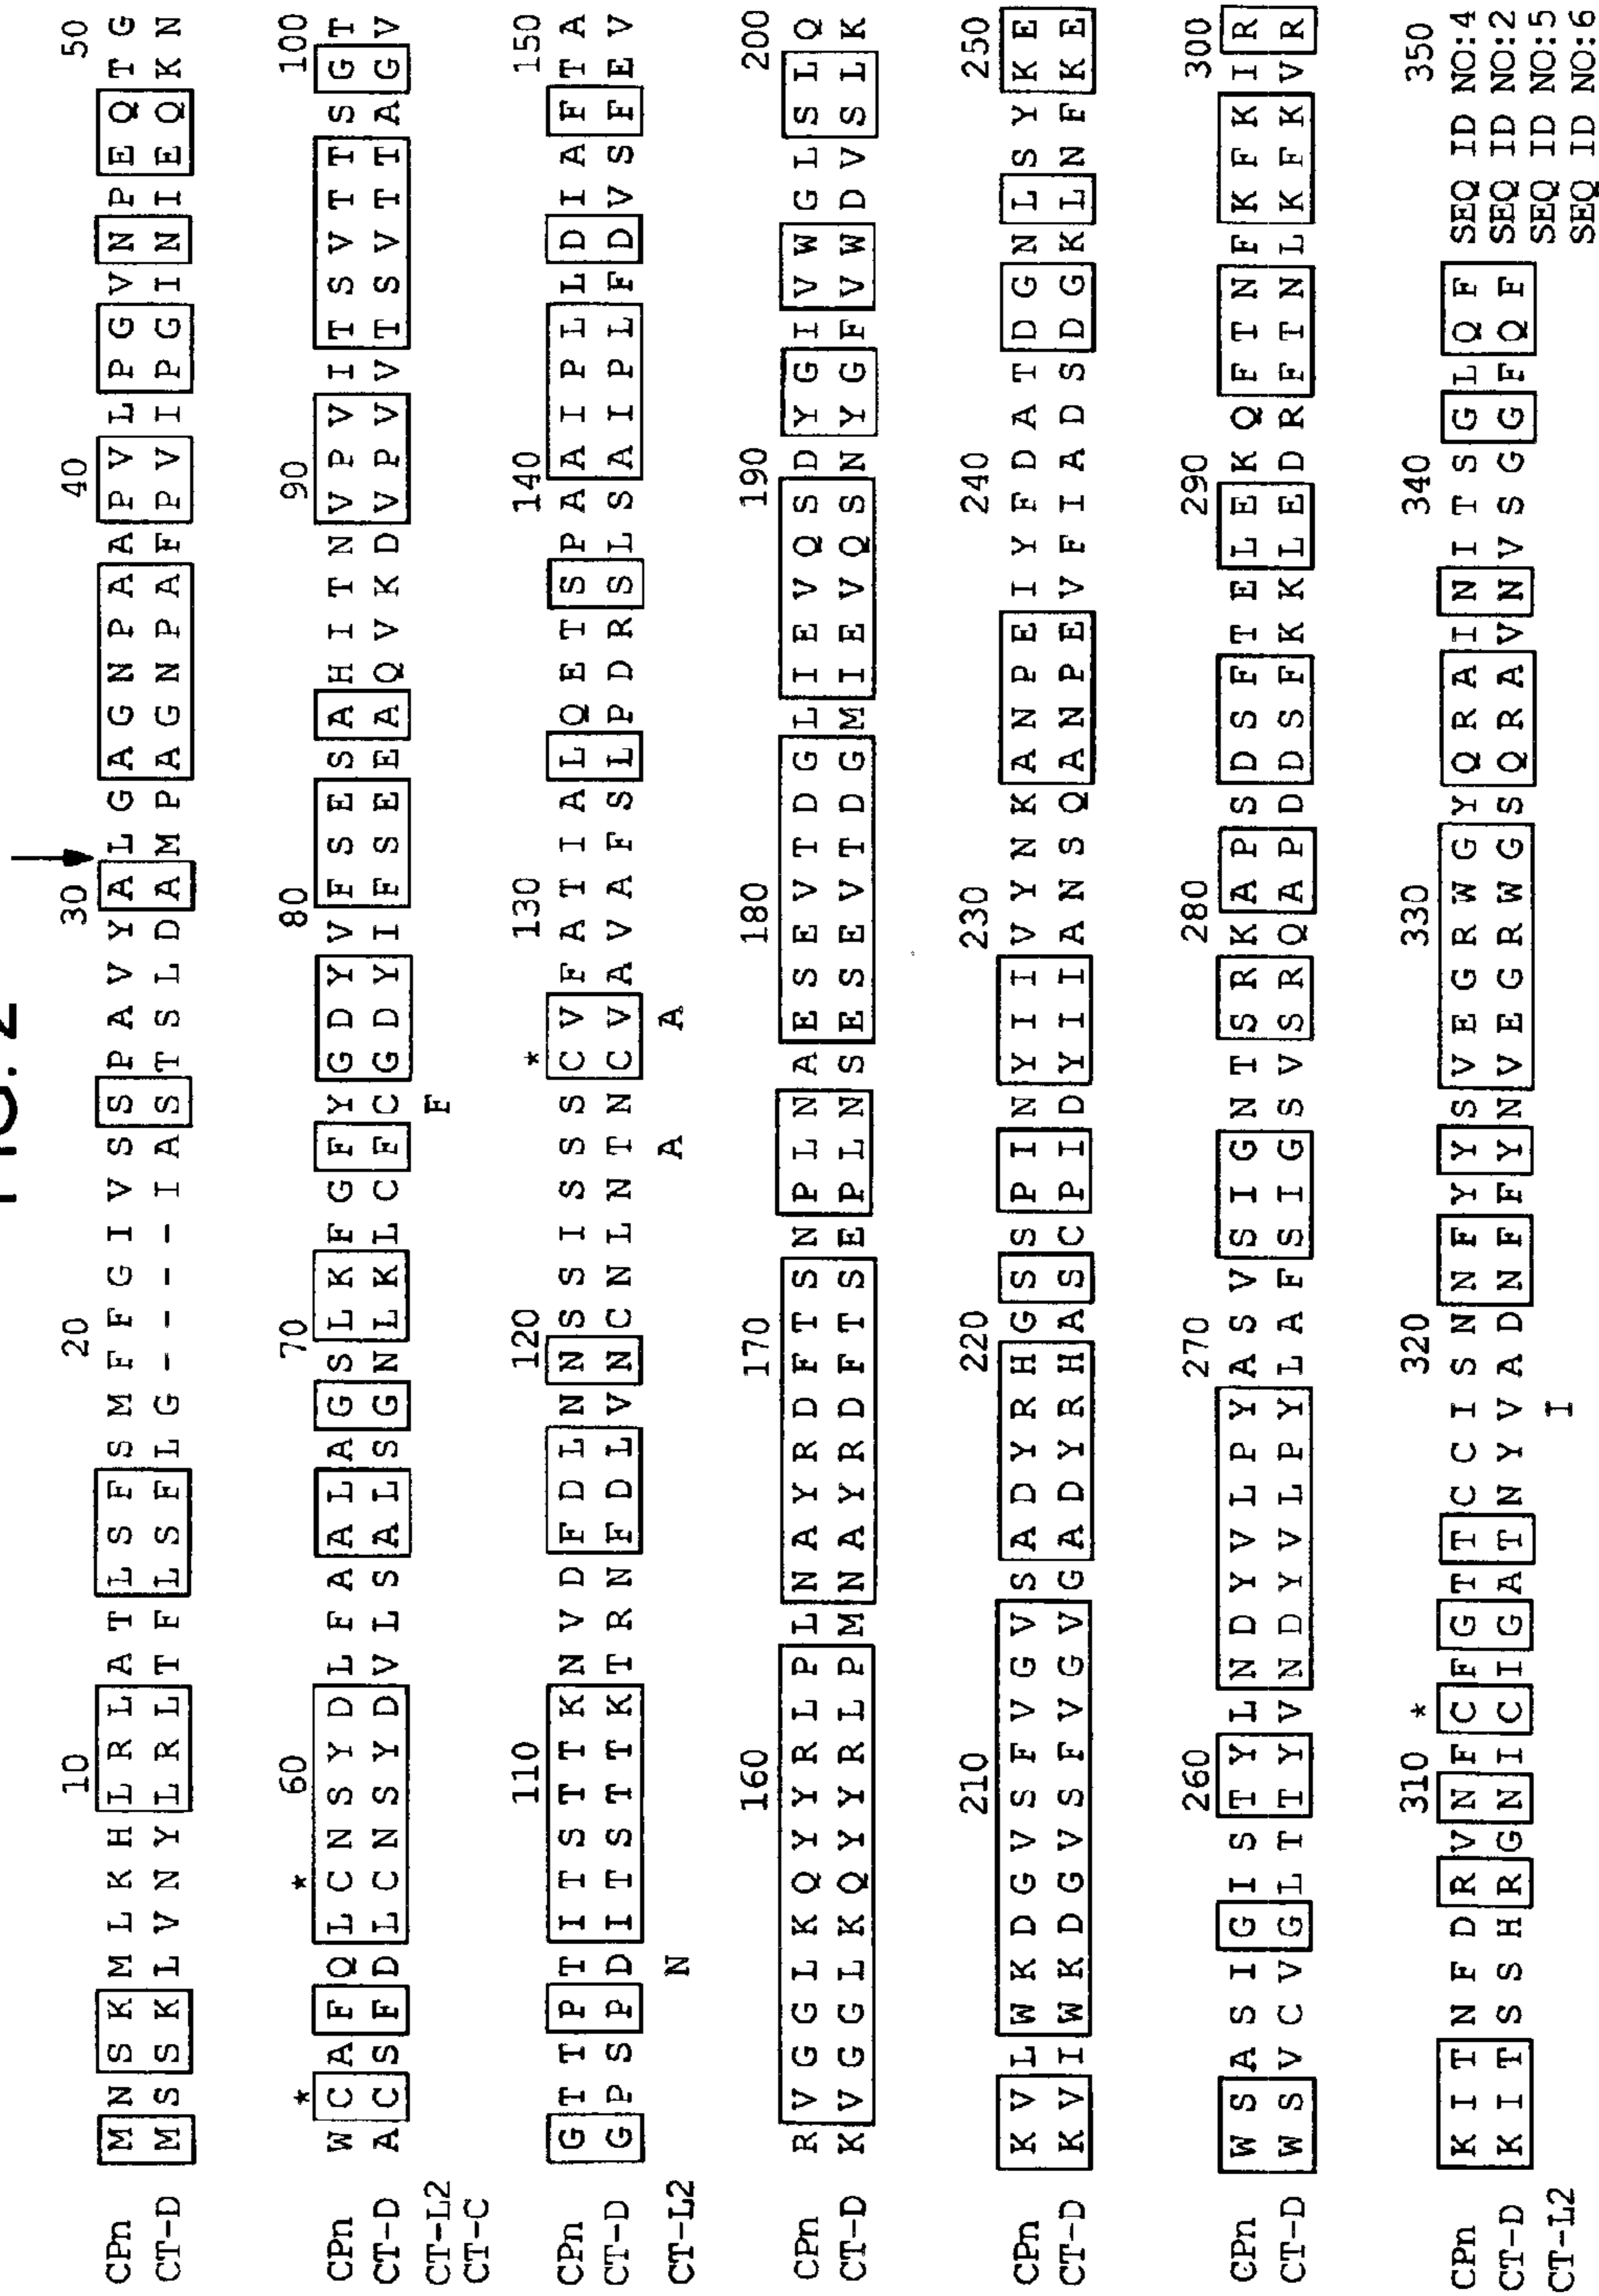 FIG. 2
10 20 30 40 50
CPn M N S K M L K H L R L A T L S F S M F F G I V S S P A V Y A L G A G N P A A P V L P G V N P E Q T G
CT-D M S S K L V N Y L R L T F L S F L G - - - - I A S T S L D A M P A G N P A F P V I P G I N I E Q K N
* * 60 70 80 90 100
CPn W C A F Q L C N S Y D L F A A L A G S L K F G F Y G D Y V F S E S A H I T N V P V I T S V T T S G T
CT-D A C S F D L C N S Y D V L S A L S G N L K L C F C G D Y I F S E E A Q V K D V P V V T S V T T A G V
CT-L2 F
CT-C
110 120 * 130 140 150
CPn G T T P T I T S T T K N V D F D L N N S S I S S S C V F A T I A L Q E T S P A A I P L L D I A F T A
CT-D G P S P D I T S T T K T R N F D L V N C N L N T N C V A V A F S L P D R S L S A I P L F D V S F E V
CT-L2 N A A
160 170 180 190 200
CPn R V G G L K Q Y Y R L P L N A Y R D F T S N P L N A E S E V T D G L I E V Q S D Y G I V W G L S L Q
CT-D K V G G L K Q Y Y R L P M N A Y R D F T S E P L N S E S E V T D G M I E V Q S N Y G F V W D V S L K
210 220 230 240 250
CPn K V L W K D G V S F V G V S A D Y R H G S S P I N Y I I V Y N K A N P E I Y F D A T D G N L S Y K E
CT-D K V I W K D G V S F V G V G A D Y R H A S C P I D Y I I A N S Q A N P E V F I A D S D G K L N F K E
260 270 280 290 300
CPn W S A S I G I S T Y L N D Y V L P Y A S V S I G N T S R K A P S D S F T E L E K Q F T N F K F K I R
CT-D W S V C V G L T T Y V N D Y V L P Y L A F S I G S V S R Q A P D D S F K K L E D R F T N L K F K V R
310 * 320 330 340 350
CPn K I T N F D R V N F C F G T T C C I S N N F Y Y S V E G R W G Y Q R A I N I T S G L Q F SEQ ID NO:4
CT-D K I T S S H R G N I C I G A T N Y V A D N F F Y N V E G R W G S Q R A V N V S G G F Q F SEQ ID NO:2
CT-L2 I SEQ ID NO:5
SEQ ID NO:6